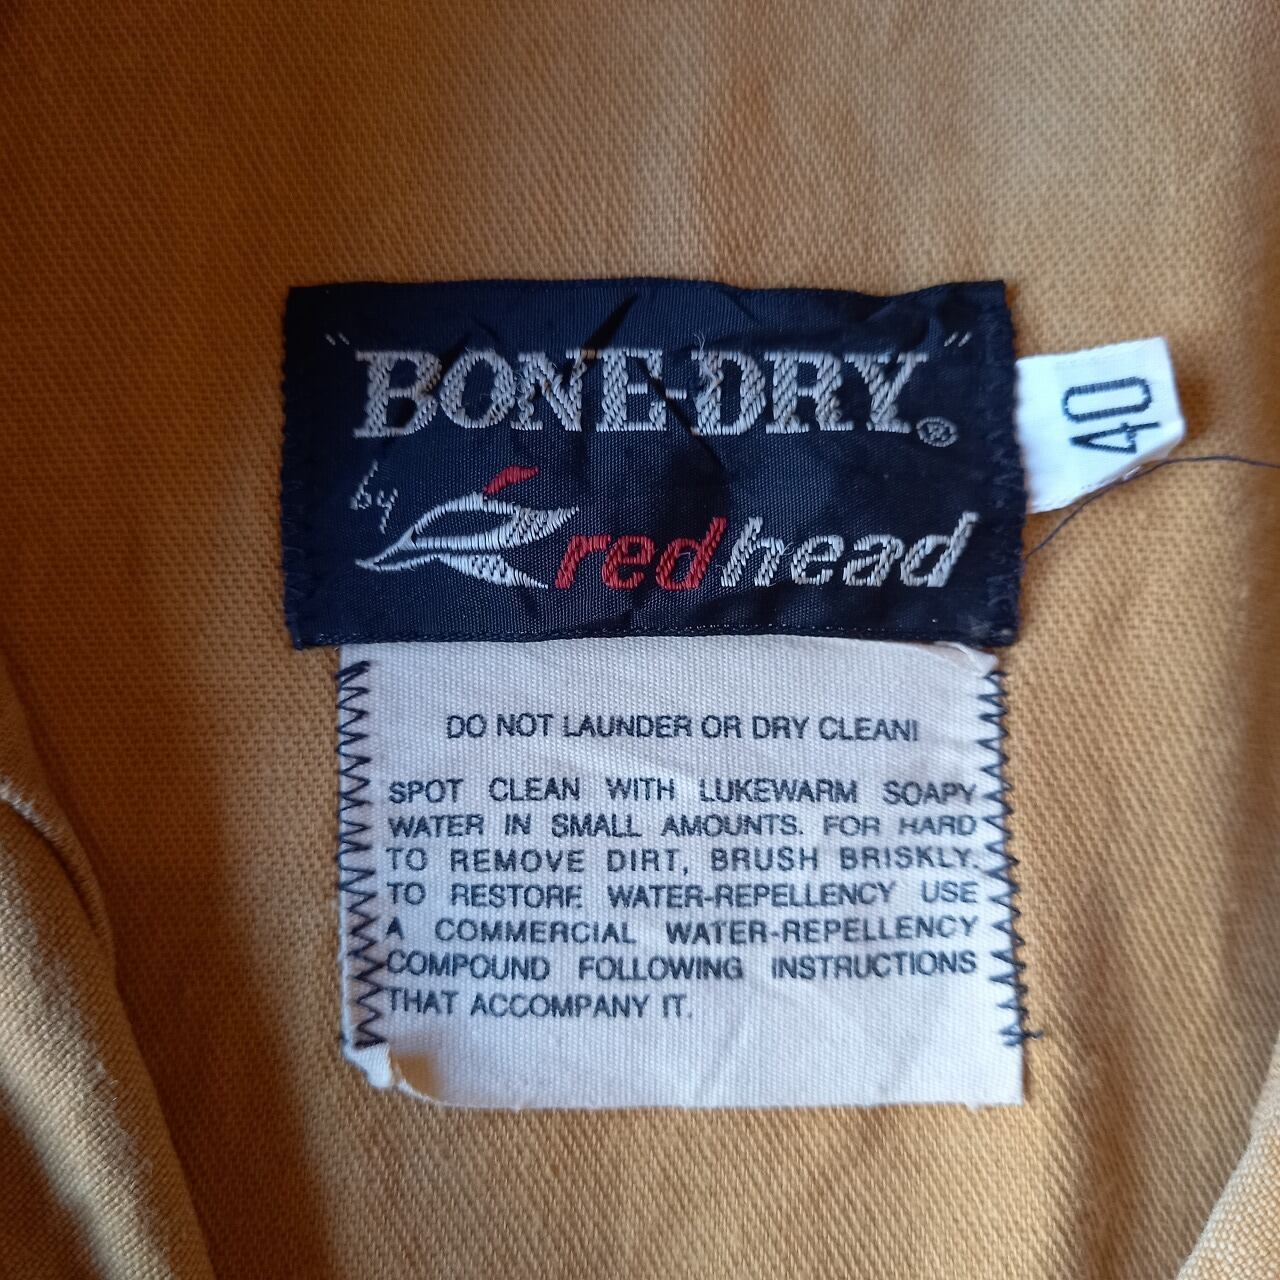 "BONE-DRY"®
by redhead
40
DO NOT LAUNDER OR DRY CLEAN!
SPOT CLEAN WITH LUKEWARM SOAPY
WATER IN SMALL AMOUNTS. FOR HARD
TO REMOVE DIRT, BRUSH BRISKLY.
TO RESTORE WATER-REPELLENCY USE
A COMMERCIAL WATER-REPELLENCY
COMPOUND FOLLOWING INSTRUCTIONS
THAT ACCOMPANY IT.